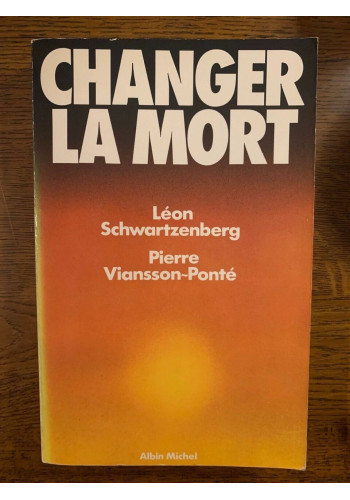 CHANGER
LA MORT
Léon
Schwartzenberg
Pierre
Viansson-Ponté
Albin Michel